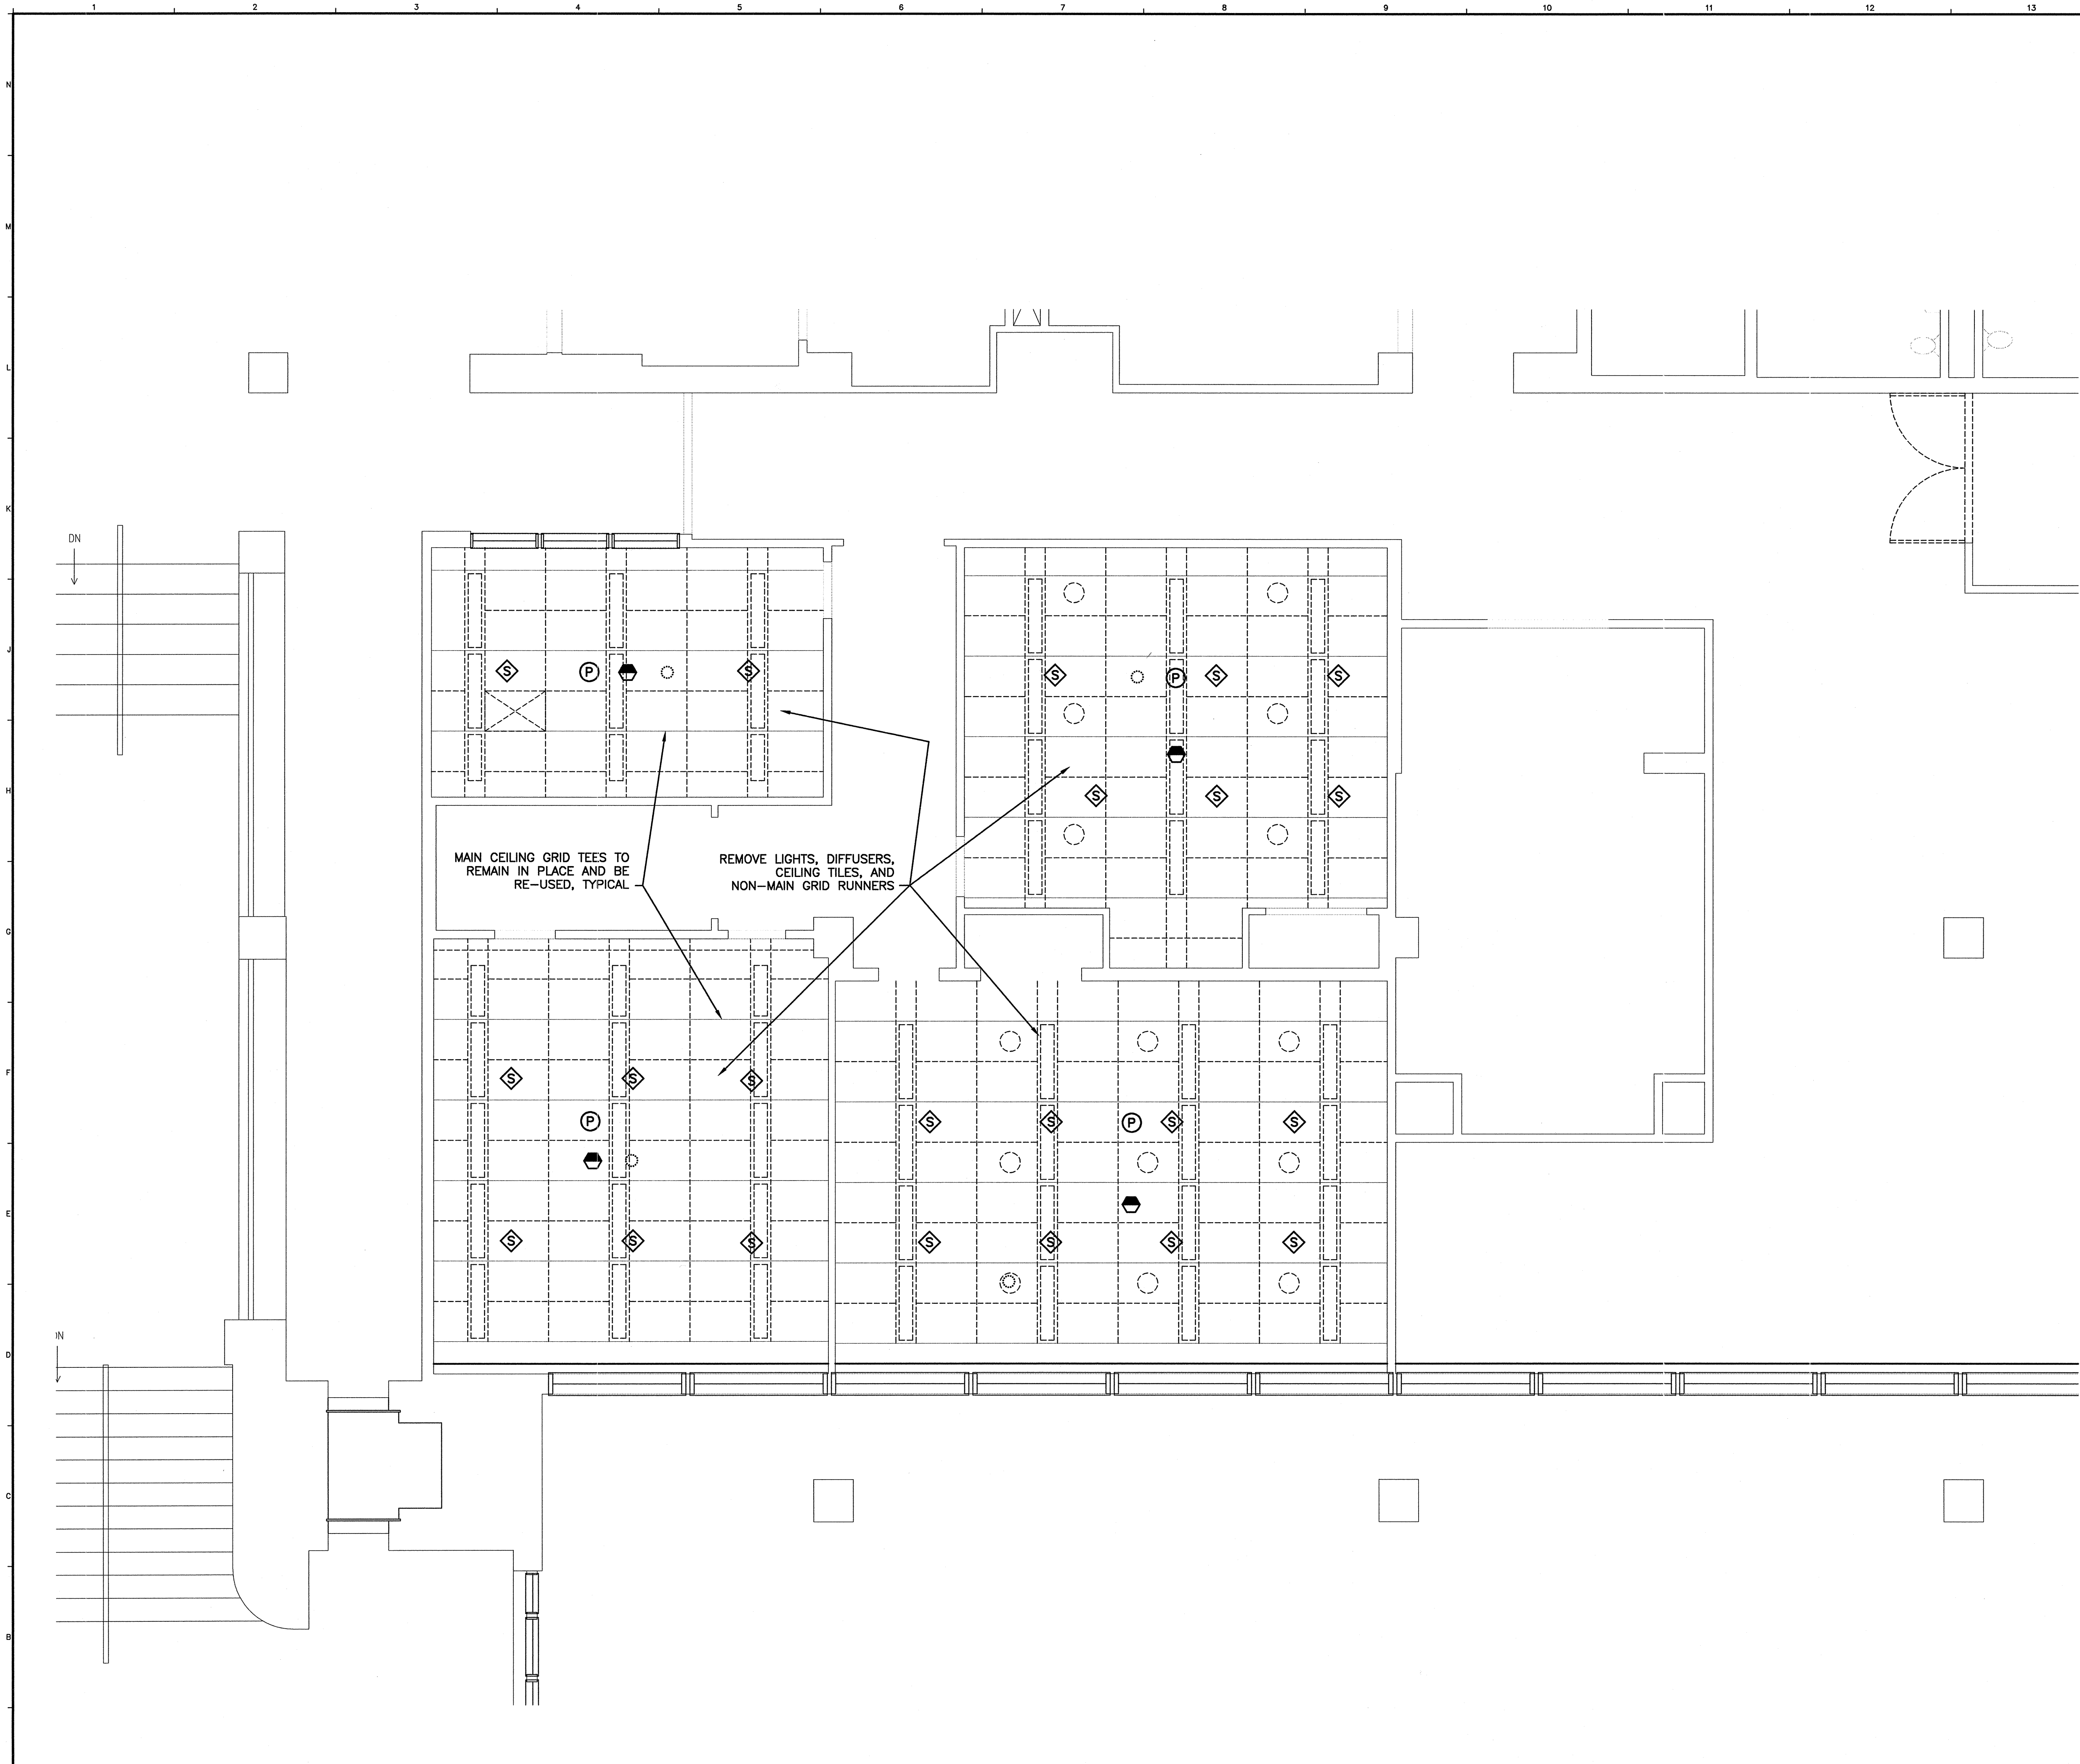 1 2 3 4 5 6 7 8 9 10 11 12 13
N
M
L
K
DN
J
S P S
S P S S
H
S S S
MAIN CEILING GRID TEES TO
REMAIN IN PLACE AND BE
RE-USED, TYPICAL
REMOVE LIGHTS, DIFFUSERS,
CEILING TILES, AND
NON-MAIN GRID RUNNERS
G
F
S S S
P
S S P S S
E
S S S
S S S S
DN
D
C
B